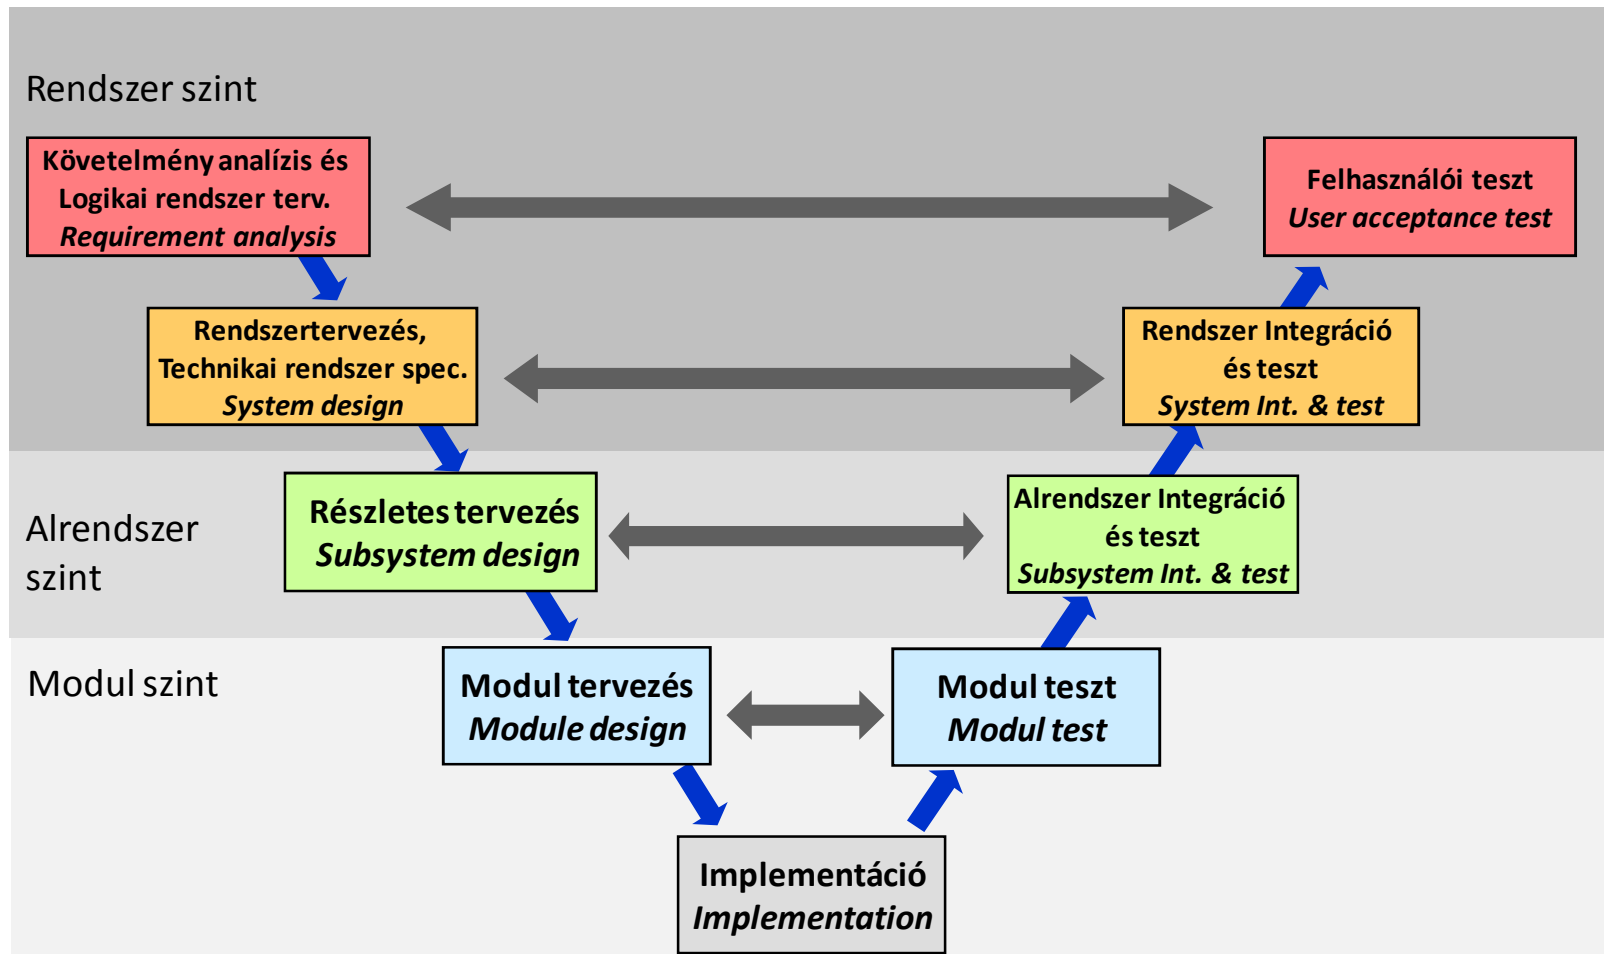 Rendszer szint
Követelmény analízis és
Logikai rendszer terv.
Requirement analysis
Felhasználói teszt
User acceptance test
Rendszertervezés,
Technikai rendszer spec.
System design
Rendszer Integráció
és teszt
System Int. & test
Alrendszer
szint
Részletes tervezés
Subsystem design
Alrendszer Integráció
és teszt
Subsystem Int. & test
Modul szint
Modul tervezés
Module design
Modul teszt
Modul test
Implementáció
Implementation